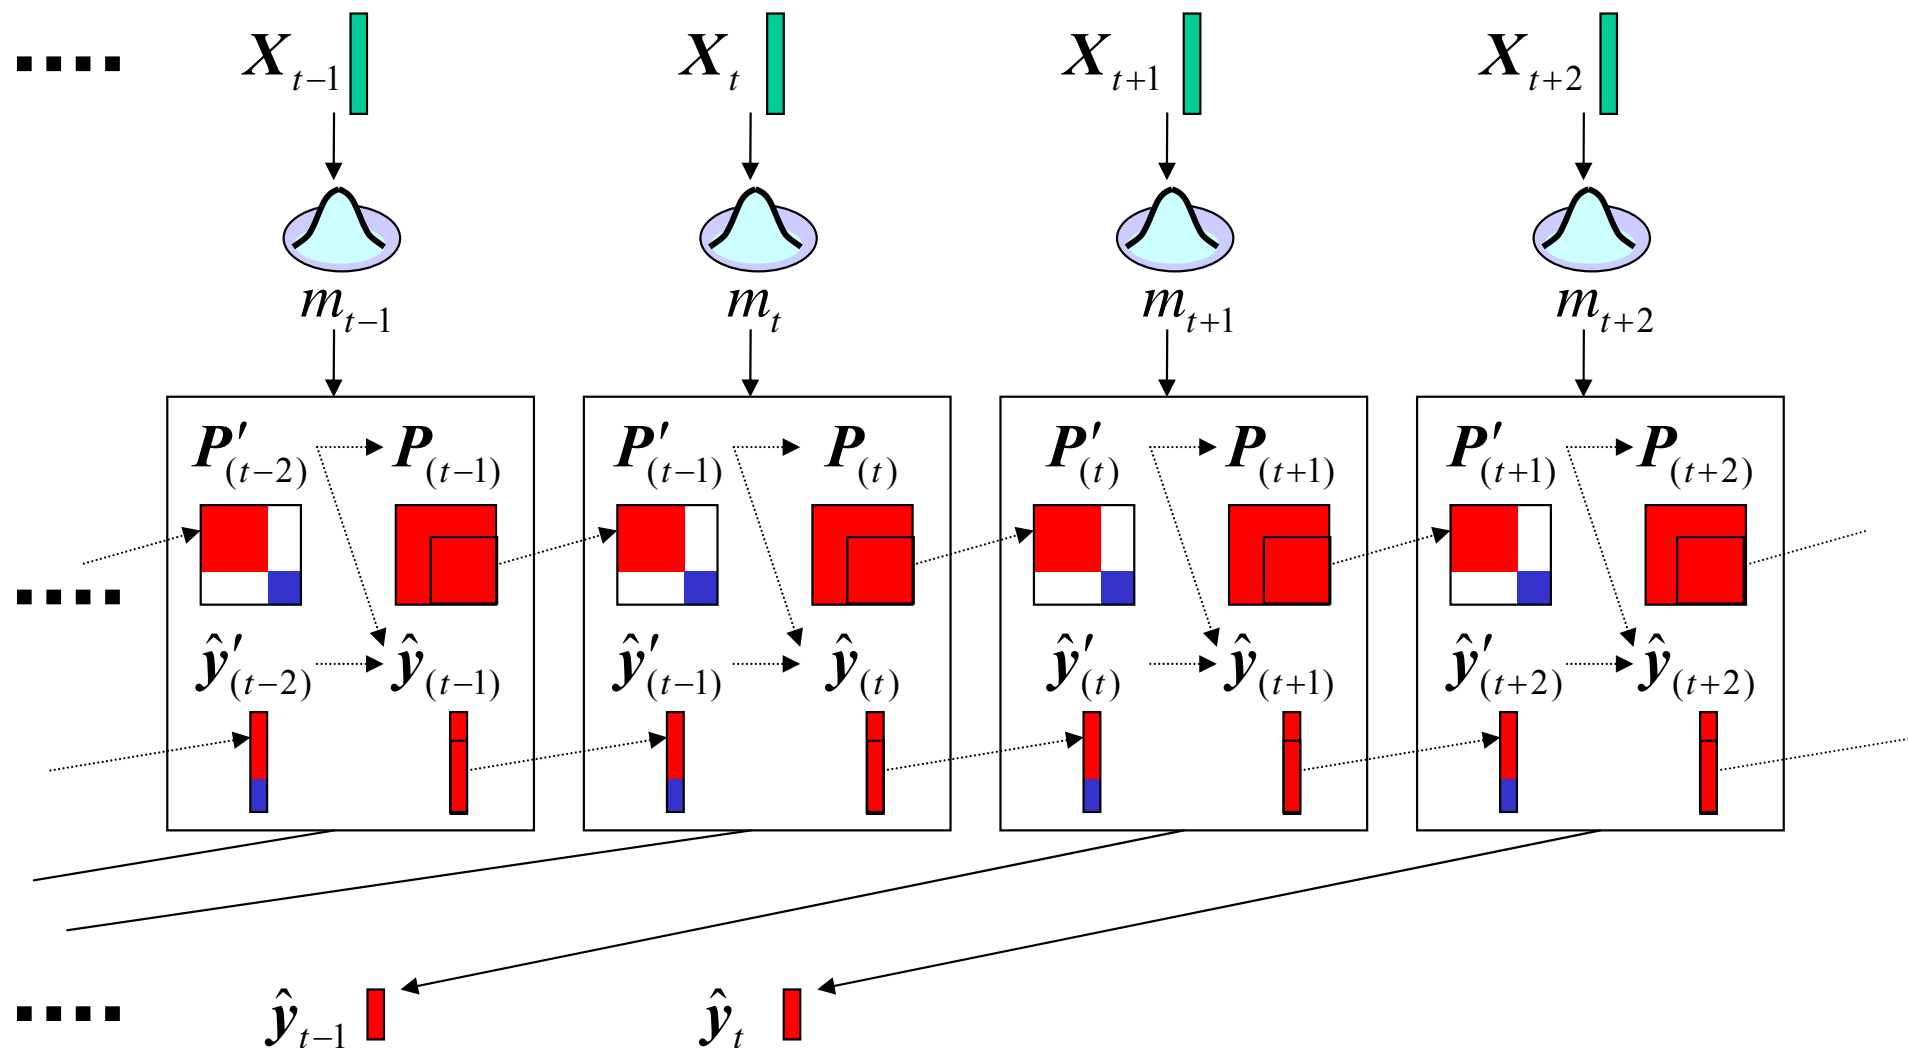 X_{t−1} X_t X_{t+1} X_{t+2}
m_{t−1} m_t m_{t+1} m_{t+2}
P′_{(t−2)} P_{(t−1)} P′_{(t−1)} P_{(t)} P′_{(t)} P_{(t+1)} P′_{(t+1)} P_{(t+2)}
ŷ′_{(t−2)} ŷ_{(t−1)} ŷ′_{(t−1)} ŷ_{(t)} ŷ′_{(t)} ŷ_{(t+1)} ŷ′_{(t+2)} ŷ_{(t+2)}
ŷ_{t−1} ŷ_t